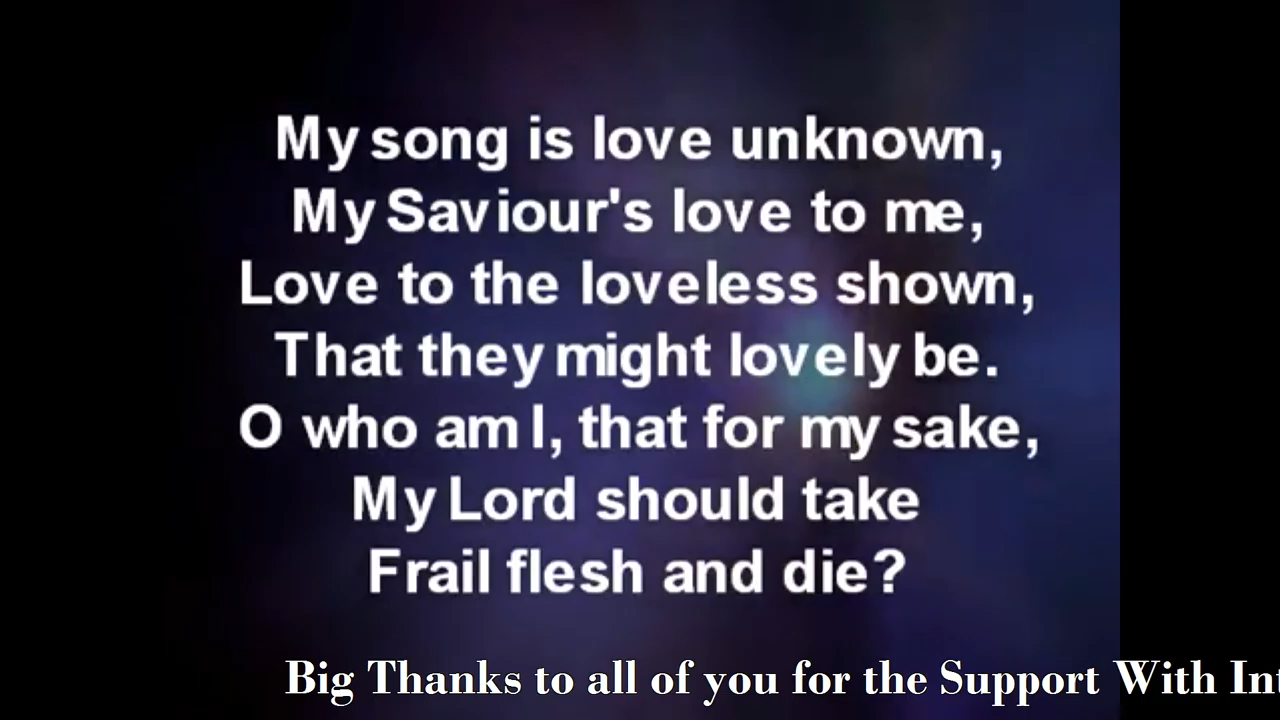 My song is love unknown,
My Saviour's love to me,
Love to the loveless shown,
That they might lovely be.
O who am I, that for my sake,
My Lord should take
Frail flesh and die?
Big Thanks to all of you for the Support With